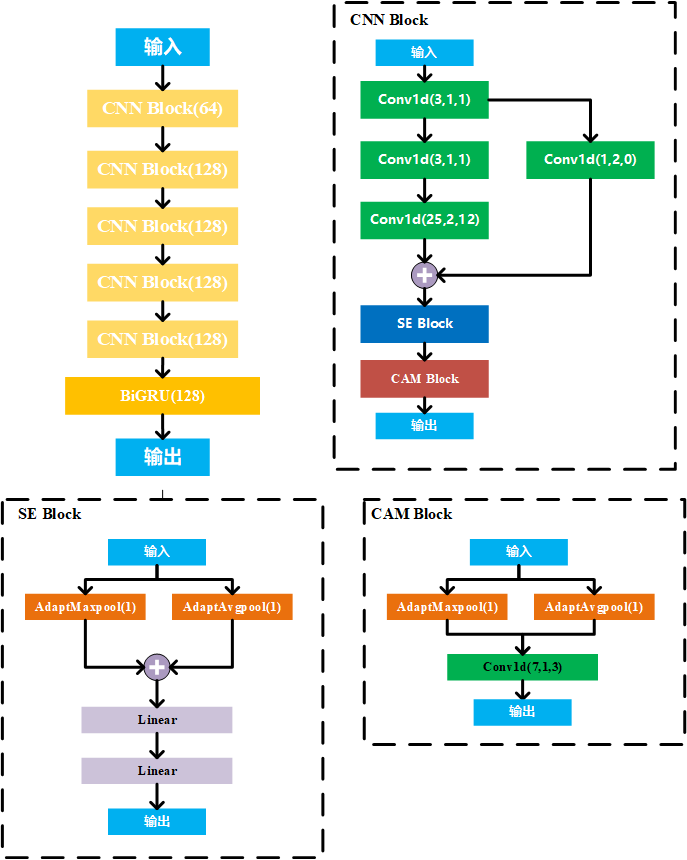 输入
CNN Block(64)
CNN Block(128)
CNN Block(128)
CNN Block(128)
CNN Block(128)
BiGRU(128)
输出
CNN Block
输入
Conv1d(3,1,1)
Conv1d(3,1,1)
Conv1d(1,2,0)
Conv1d(25,2,12)
SE Block
CAM Block
输出
SE Block
输入
AdaptMaxpool(1)
AdaptAvgpool(1)
Linear
Linear
输出
CAM Block
输入
AdaptMaxpool(1)
AdaptAvgpool(1)
Conv1d(7,1,3)
输出